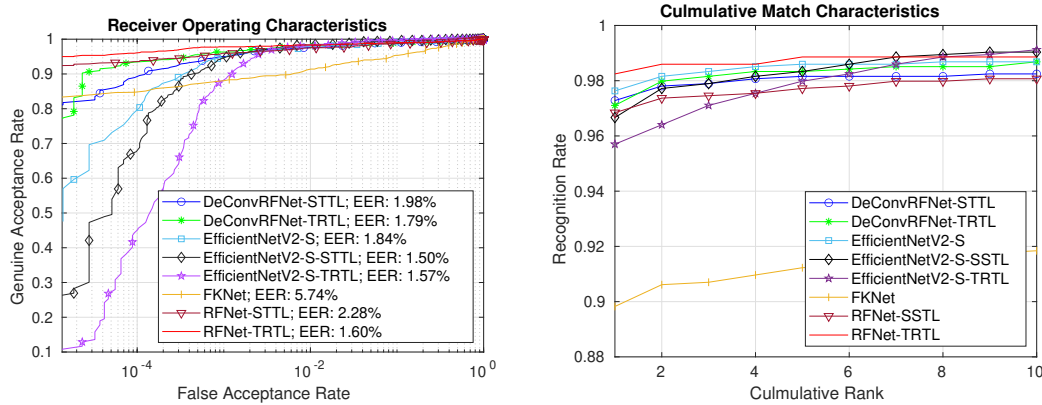 Receiver Operating Characteristics
1
0.9
0.8
0.7
0.6
0.5
0.4
0.3
0.2
0.1
Genuine Acceptance Rate
DeConvRFNet-STTL; EER: 1.98%
DeConvRFNet-TRTL; EER: 1.79%
EfficientNetV2-S; EER: 1.84%
EfficientNetV2-S-STTL; EER: 1.50%
EfficientNetV2-S-TRTL; EER: 1.57%
FKNet; EER: 5.74%
RFNet-STTL; EER: 2.28%
RFNet-TRTL; EER: 1.60%
10^-4 10^-2 10^0
False Acceptance Rate
Culmulative Match Characteristics
1
0.98
0.96
0.94
0.92
0.9
0.88
Recognition Rate
DeConvRFNet-STTL
DeConvRFNet-TRTL
EfficientNetV2-S
EfficientNetV2-S-SSTL
EfficientNetV2-S-TRTL
FKNet
RFNet-SSTL
RFNet-TRTL
2 4 6 8 10
Culmulative Rank